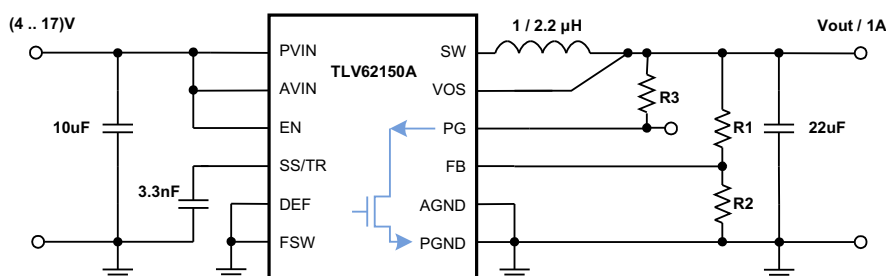 (4 .. 17)V
1 / 2.2 µH
Vout / 1A
TLV62150A
PVIN
AVIN
EN
SS/TR
DEF
FSW
SW
VOS
PG
FB
AGND
PGND
10uF
3.3nF
R3
R1
R2
22uF